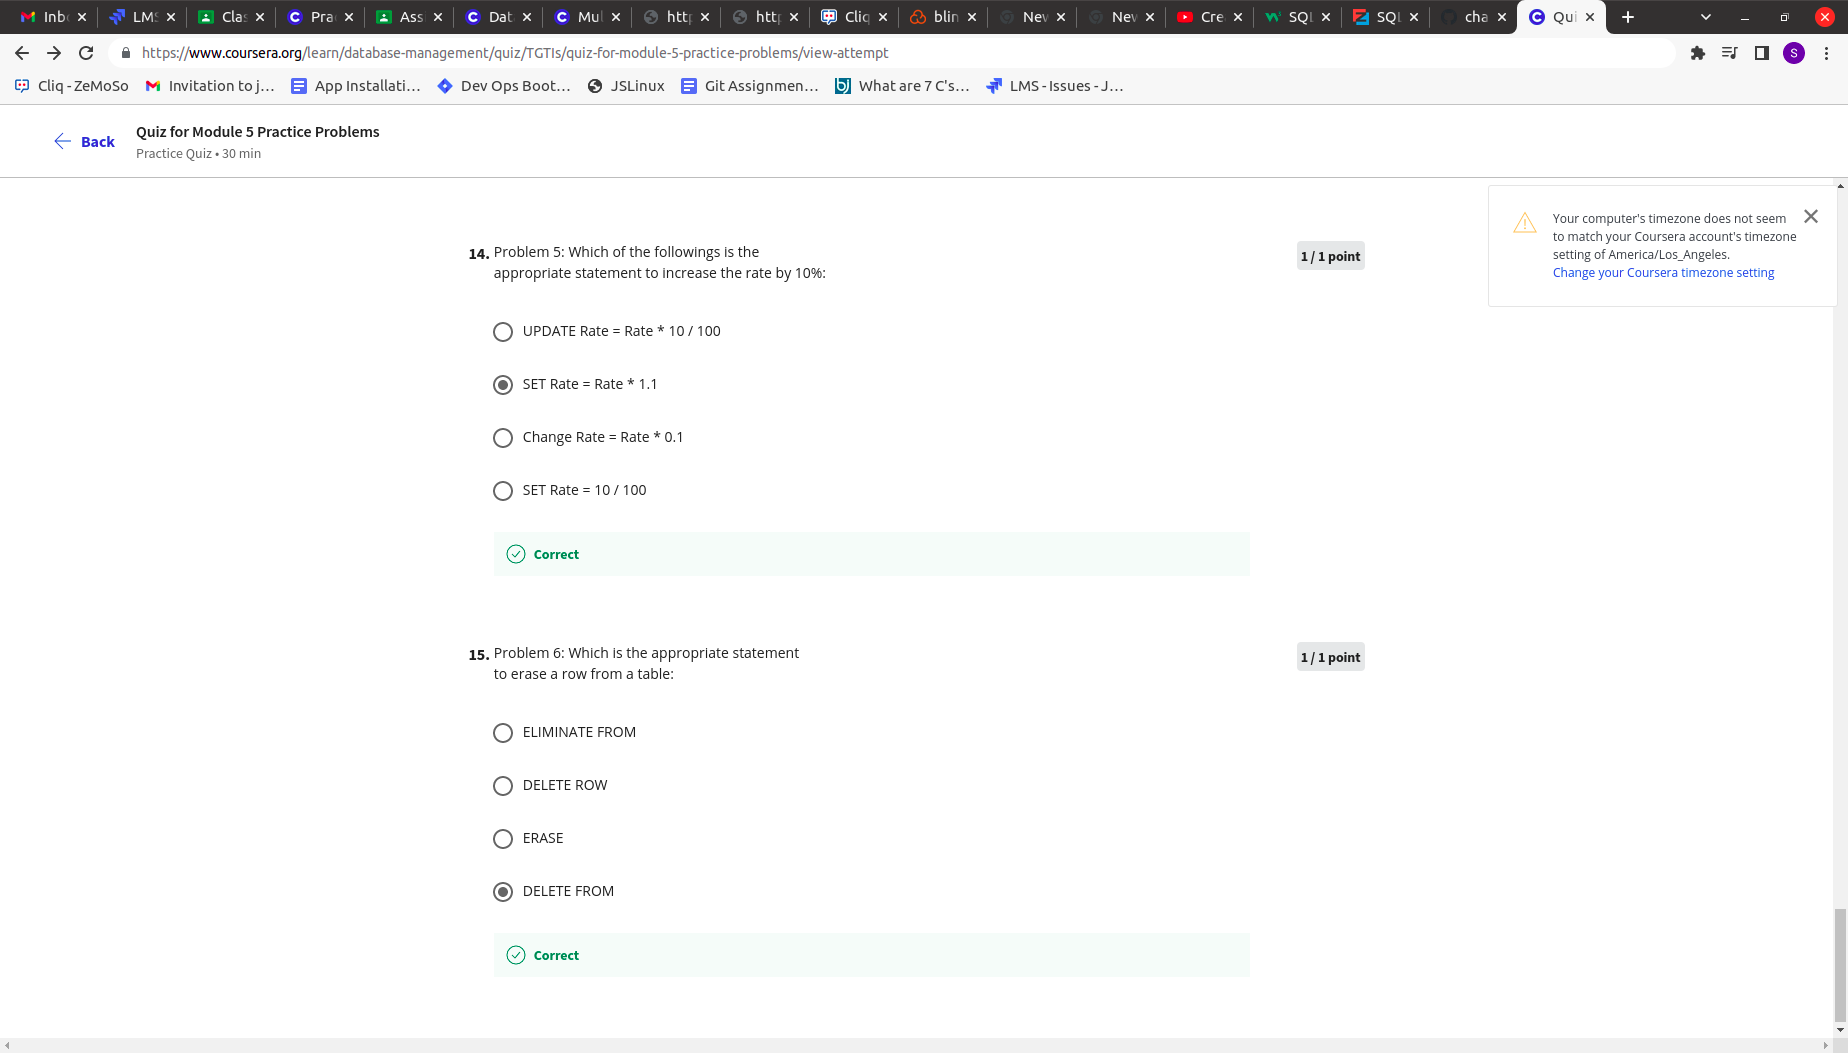 Inb
LMS
Clas
Prac
Assi
Dat
Mul
http
http
Cliq
blin
New
New
Cre
SQL
SQL
cha
Qui
https://www.coursera.org/learn/database-management/quiz/TGTIs/quiz-for-module-5-practice-problems/view-attempt
S
Cliq - ZeMoSo
Invitation to j...
App Installati...
Dev Ops Boot...
JSLinux
Git Assignmen...
What are 7 C's...
LMS - Issues - J...
Back
Quiz for Module 5 Practice Problems
Practice Quiz • 30 min
Your computer's timezone does not seem
to match your Coursera account's timezone
setting of America/Los_Angeles.
Change your Coursera timezone setting
14. Problem 5: Which of the followings is the
appropriate statement to increase the rate by 10%:
1 / 1 point
UPDATE Rate = Rate * 10 / 100
SET Rate = Rate * 1.1
Change Rate = Rate * 0.1
SET Rate = 10 / 100
Correct
15. Problem 6: Which is the appropriate statement
to erase a row from a table:
1 / 1 point
ELIMINATE FROM
DELETE ROW
ERASE
DELETE FROM
Correct